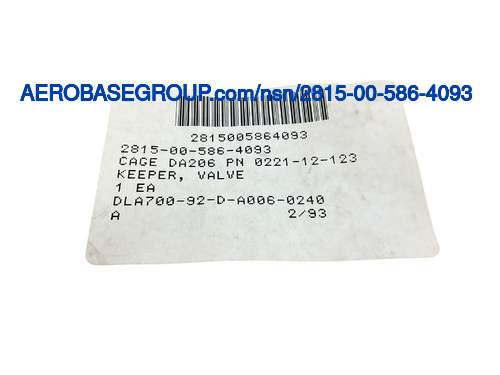 AEROBASEGROUP.com/nsn/2815-00-586-4093
2815005864093
2815-00-586-4093
CAGE DA206 PN 0221-12-123
KEEPER, VALVE
1 EA
DLA700-92-D-A006-0240
A 2/93